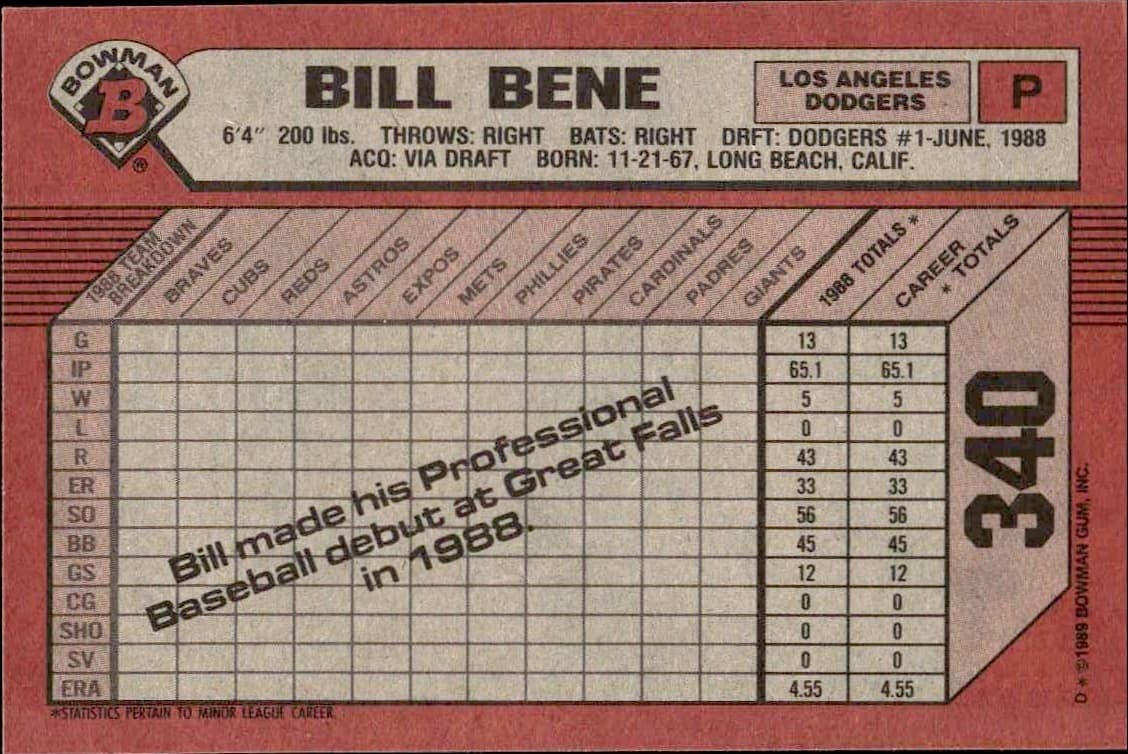 BOWMAN
B
®
BILL BENE
LOS ANGELES
DODGERS
P
6'4" 200 lbs. THROWS: RIGHT BATS: RIGHT DRFT: DODGERS #1-JUNE, 1988
ACQ: VIA DRAFT BORN: 11-21-67, LONG BEACH, CALIF.
1988 TEAM
BREAKDOWN
BRAVES
CUBS
REDS
ASTROS
EXPOS
METS
PHILLIES
PIRATES
CARDINALS
PADRES
GIANTS
1988 TOTALS *
CAREER
* TOTALS
G 13 13
IP 65.1 65.1
W 5 5
L 0 0
R 43 43
ER 33 33
SO 56 56
BB 45 45
GS 12 12
CG 0 0
SHO 0 0
SV 0 0
ERA 4.55 4.55
Bill made his Professional
Baseball debut at Great Falls
in 1988.
340
*STATISTICS PERTAIN TO MINOR LEAGUE CAREER.
D * ©1989 BOWMAN GUM, INC.